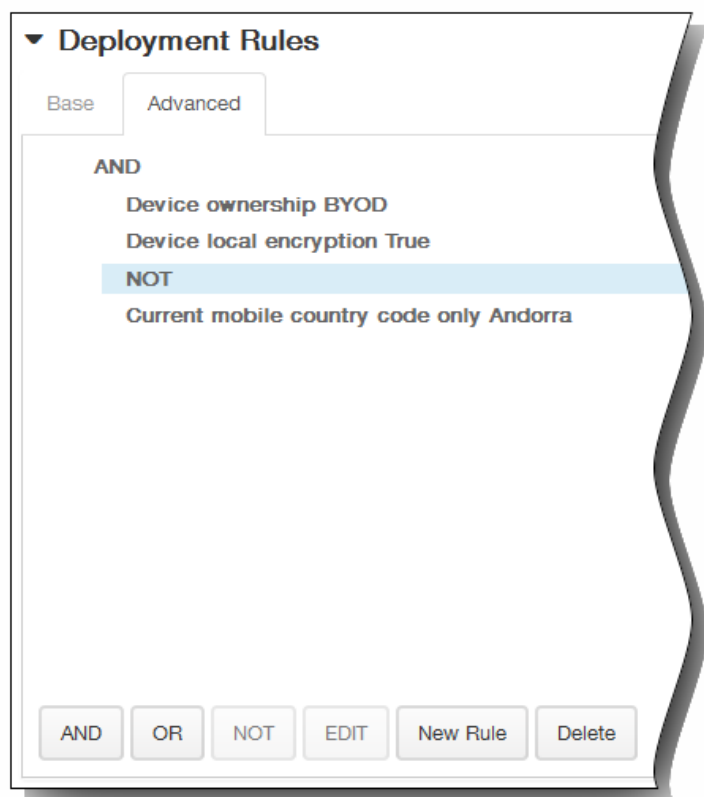 Deployment Rules
Base Advanced
AND
Device ownership BYOD
Device local encryption True
NOT
Current mobile country code only Andorra
AND OR NOT EDIT New Rule Delete